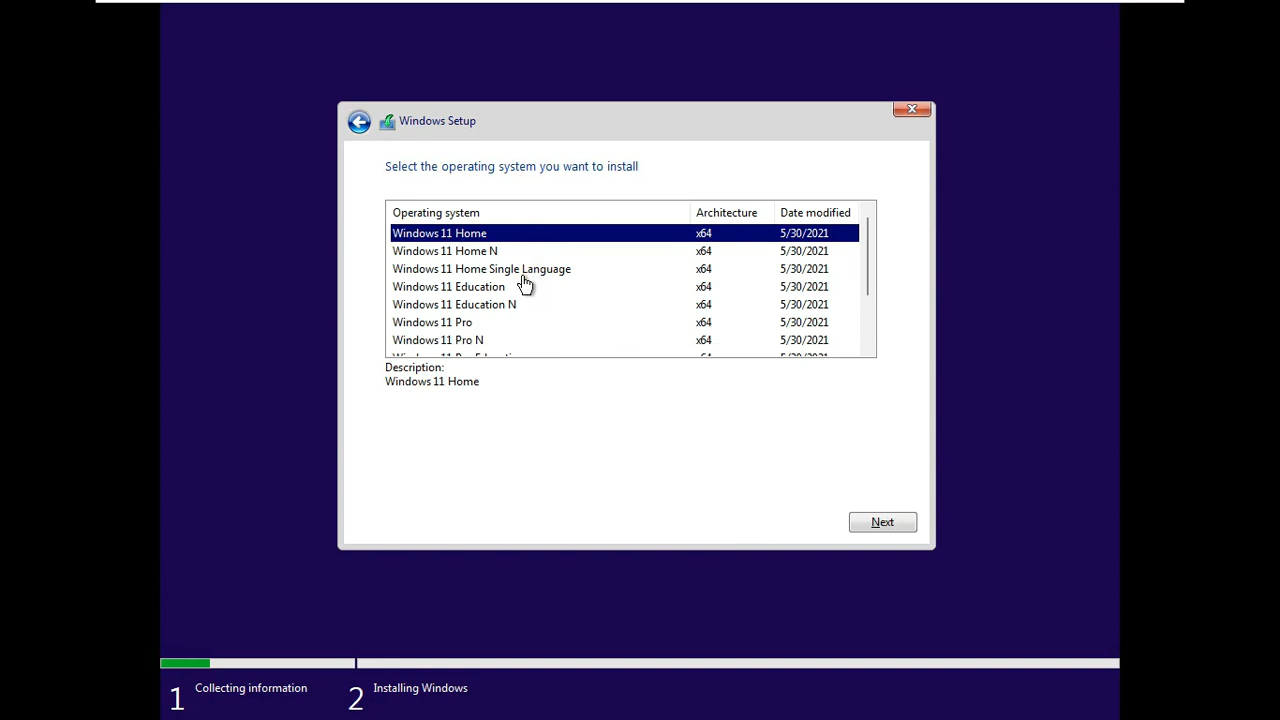 Windows Setup
Select the operating system you want to install
Operating system Architecture Date modified
Windows 11 Home x64 5/30/2021
Windows 11 Home N x64 5/30/2021
Windows 11 Home Single Language x64 5/30/2021
Windows 11 Education x64 5/30/2021
Windows 11 Education N x64 5/30/2021
Windows 11 Pro x64 5/30/2021
Windows 11 Pro N x64 5/30/2021
Description:
Windows 11 Home
Next
1 Collecting information 2 Installing Windows